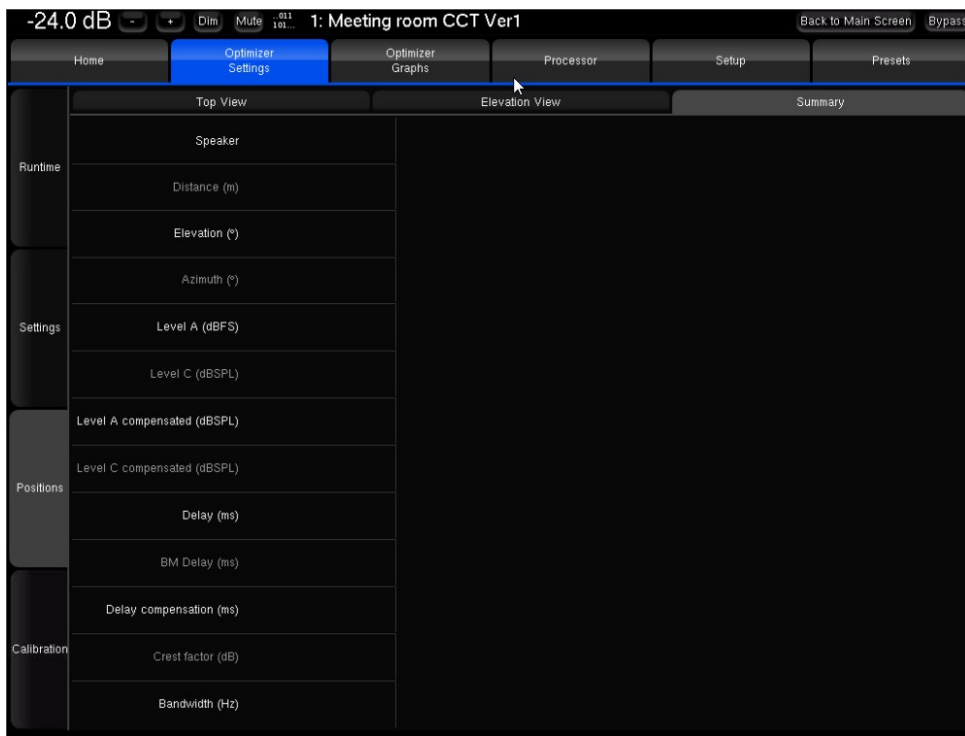 -24.0 dB - + Dim Mute ..011 101... 1: Meeting room CCT Ver1 Back to Main Screen Bypass
Home Optimizer Settings Optimizer Graphs Processor Setup Presets
Top View Elevation View Summary
Runtime
Settings
Positions
Calibration
Speaker
Distance (m)
Elevation (º)
Azimuth (º)
Level A (dBFS)
Level C (dBSPL)
Level A compensated (dBSPL)
Level C compensated (dBSPL)
Delay (ms)
BM Delay (ms)
Delay compensation (ms)
Crest factor (dB)
Bandwidth (Hz)